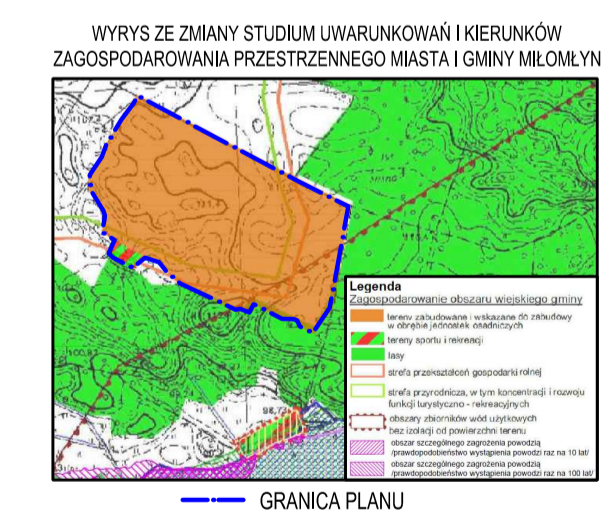 WYRYS ZE ZMIANY STUDIUM UWARUNKOWAŃ I KIERUNKÓW
ZAGOSPODAROWANIA PRZESTRZENNEGO MIASTA I GMINY MIŁOMŁYN
Legenda
Zagospodarowanie obszaru wiejskiego gminy
tereny zabudowane i wskazane do zabudowy
w obrębie jednostek osadniczych
tereny sportu i rekreacji
lasy
strefa przekształceń gospodarki rolnej
strefa przyrodnicza, w tym koncentracji i rozwoju
funkcji turystyczno - rekreacyjnych
obszary zbiorników wód użytkowych
bez izolacji od powierzchni terenu
obszar szczególnego zagrożenia powodzią
/prawdopodobieństwo wystąpienia powodzi raz na 10 lat/
obszar szczególnego zagrożenia powodzią
/prawdopodobieństwo wystąpienia powodzi raz na 100 lat/
GRANICA PLANU